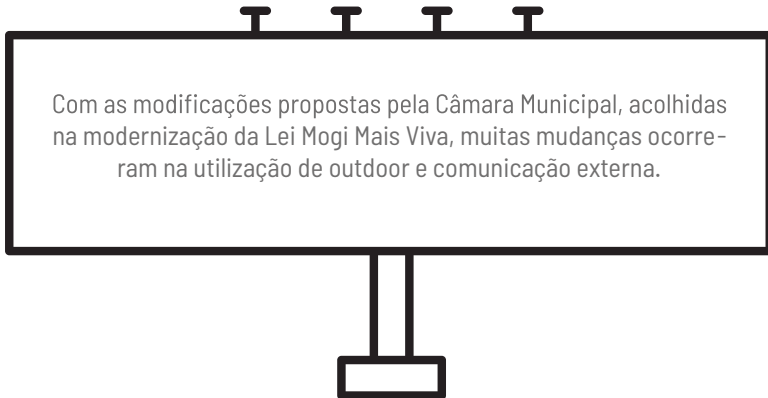 Com as modificações propostas pela Câmara Municipal, acolhidas
na modernização da Lei Mogi Mais Viva, muitas mudanças ocorre-
ram na utilização de outdoor e comunicação externa.